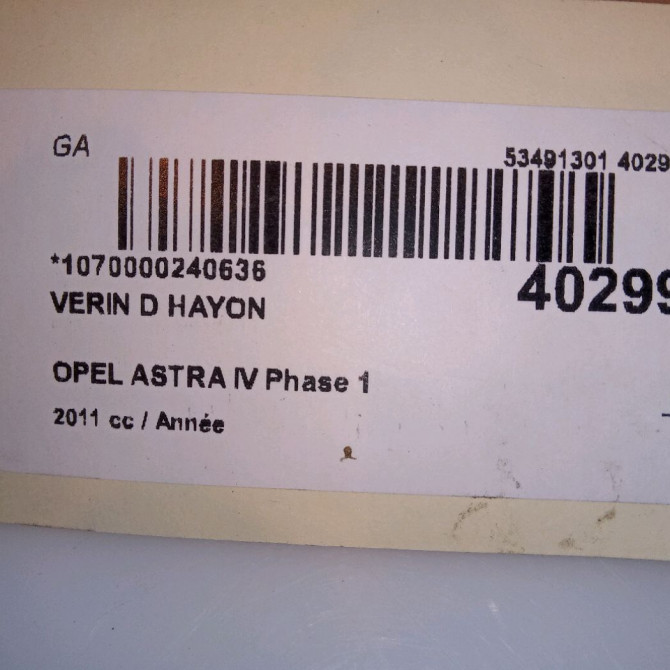 GA
53491301 4029
*1070000240636
40299
VERIN D HAYON
OPEL ASTRA IV Phase 1
2011 cc / Année